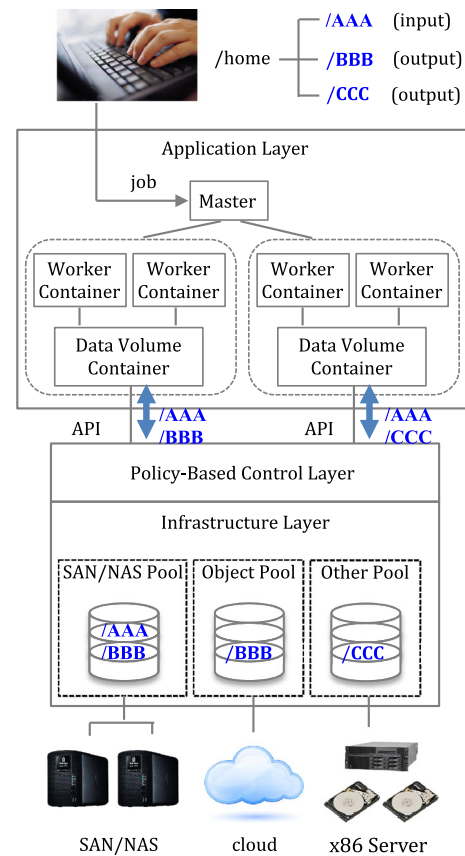 /AAA (input)
/home /BBB (output)
/CCC (output)
Application Layer
job
Master
Worker Container
Worker Container
Worker Container
Worker Container
Data Volume Container
Data Volume Container
API /AAA /BBB
API /AAA /CCC
Policy-Based Control Layer
Infrastructure Layer
SAN/NAS Pool Object Pool Other Pool
/AAA
/BBB /BBB /CCC
SAN/NAS cloud x86 Server